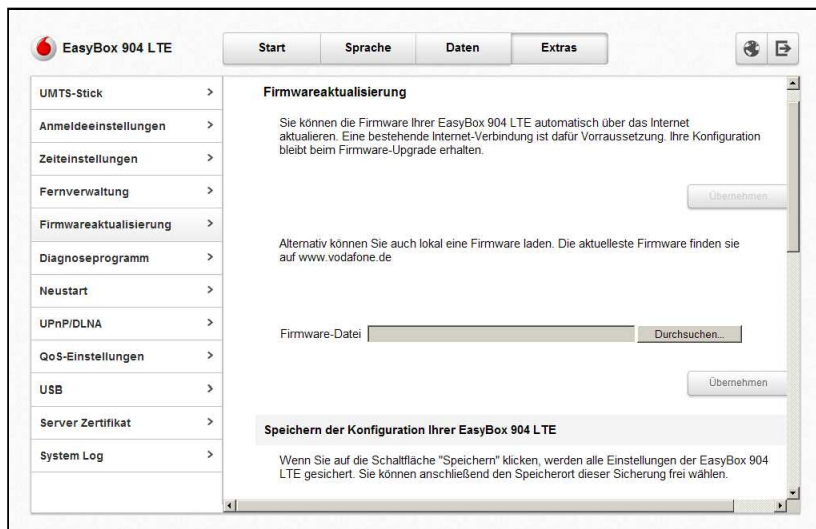 EasyBox 904 LTE
Start
Sprache
Daten
Extras
UMTS-Stick
Anmeldeeinstellungen
Zeiteinstellungen
Fernverwaltung
Firmwareaktualisierung
Diagnoseprogramm
Neustart
UPnP/DLNA
QoS-Einstellungen
USB
Server Zertifikat
System Log
Firmwareaktualisierung
Sie können die Firmware Ihrer EasyBox 904 LTE automatisch über das Internet
aktualieren. Eine bestehende Internet-Verbindung ist dafür Vorraussetzung. Ihre Konfiguration
bleibt beim Firmware-Upgrade erhalten.
Übernehmen
Alternativ können Sie auch lokal eine Firmware laden. Die aktuelleste Firmware finden sie
auf www.vodafone.de
Firmware-Datei
Durchsuchen...
Übernehmen
Speichern der Konfiguration Ihrer EasyBox 904 LTE
Wenn Sie auf die Schaltfläche "Speichern" klicken, werden alle Einstellungen der EasyBox 904
LTE gesichert. Sie können anschließend den Speicherort dieser Sicherung frei wählen.